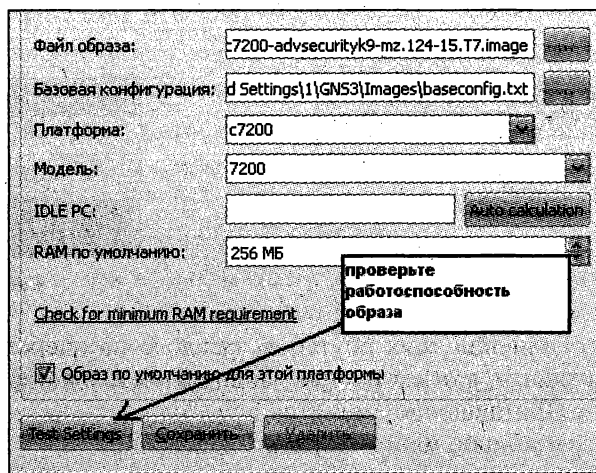 Файл образа: c7200-advsecurityk9-mz.124-15.T7.image ...
Базовая конфигурация: d Settings\1\GNS3\Images\baseconfig.txt ...
Платформа: c7200
Модель: 7200
IDLE PC: Auto calculation
RAM по умолчанию: 256 МБ
проверьте
работоспособность
образа
Check for minimum RAM requirement
Образ по умолчанию для этой платформы
Test Settings Сохранить Удалить